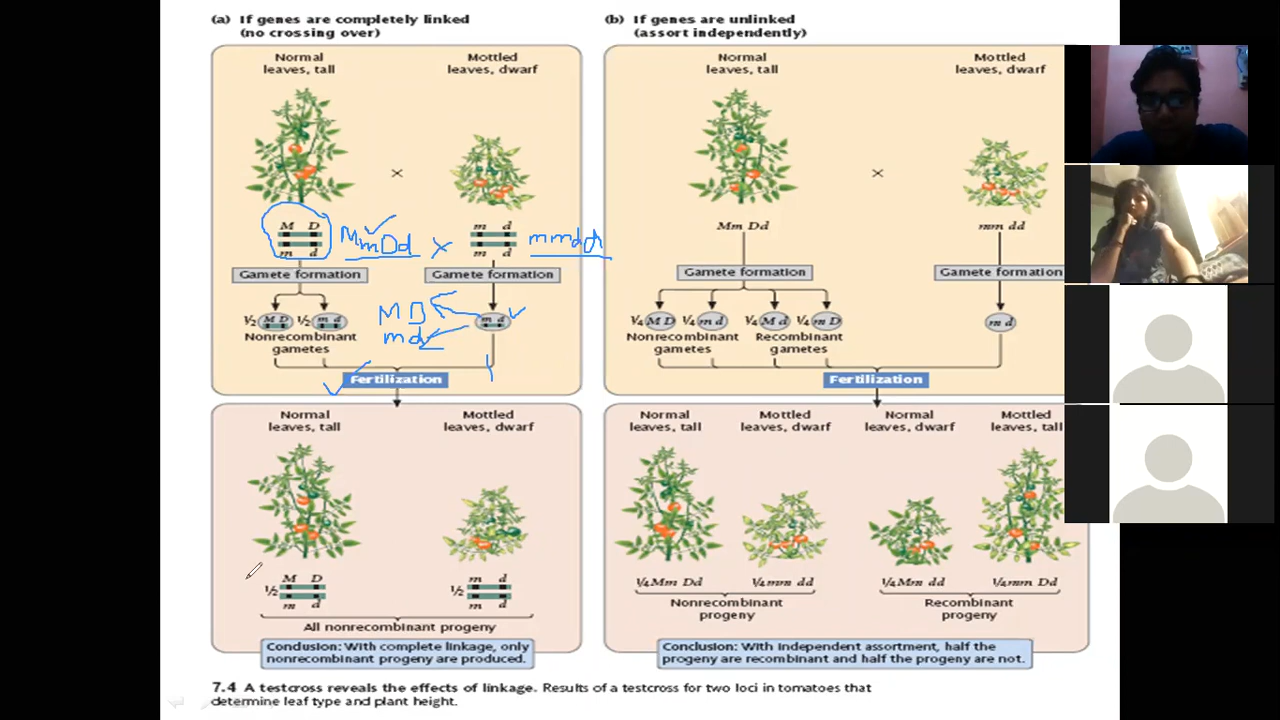 (a) If genes are completely linked
(no crossing over)
Normal
leaves, tall
Mottled
leaves, dwarf
M D
m d
MmDd x
m d
m d
mmdd
Gamete formation
Gamete formation
½ M D
½ m d
M D
m d
m d
Nonrecombinant
gametes
Fertilization
Normal
leaves, tall
Mottled
leaves, dwarf
½
M D
m d
½
m d
m d
All nonrecombinant progeny
Conclusion: With complete linkage, only
nonrecombinant progeny are produced.
(b) If genes are unlinked
(assort independently)
Normal
leaves, tall
Mottled
leaves, dwarf
Mm Dd
mm dd
Gamete formation
Gamete formation
¼ M D
¼ m d
¼ M d
¼ m D
m d
Nonrecombinant
gametes
Recombinant
gametes
Fertilization
Normal
leaves, tall
Mottled
leaves, dwarf
Normal
leaves, dwarf
Mottled
leaves, tall
¼ Mm Dd
¼ mm dd
¼ Mm dd
¼ mm Dd
Nonrecombinant
progeny
Recombinant
progeny
Conclusion: With independent assortment, half the
progeny are recombinant and half the progeny are not.
7.4 A testcross reveals the effects of linkage. Results of a testcross for two loci in tomatoes that
determine leaf type and plant height.